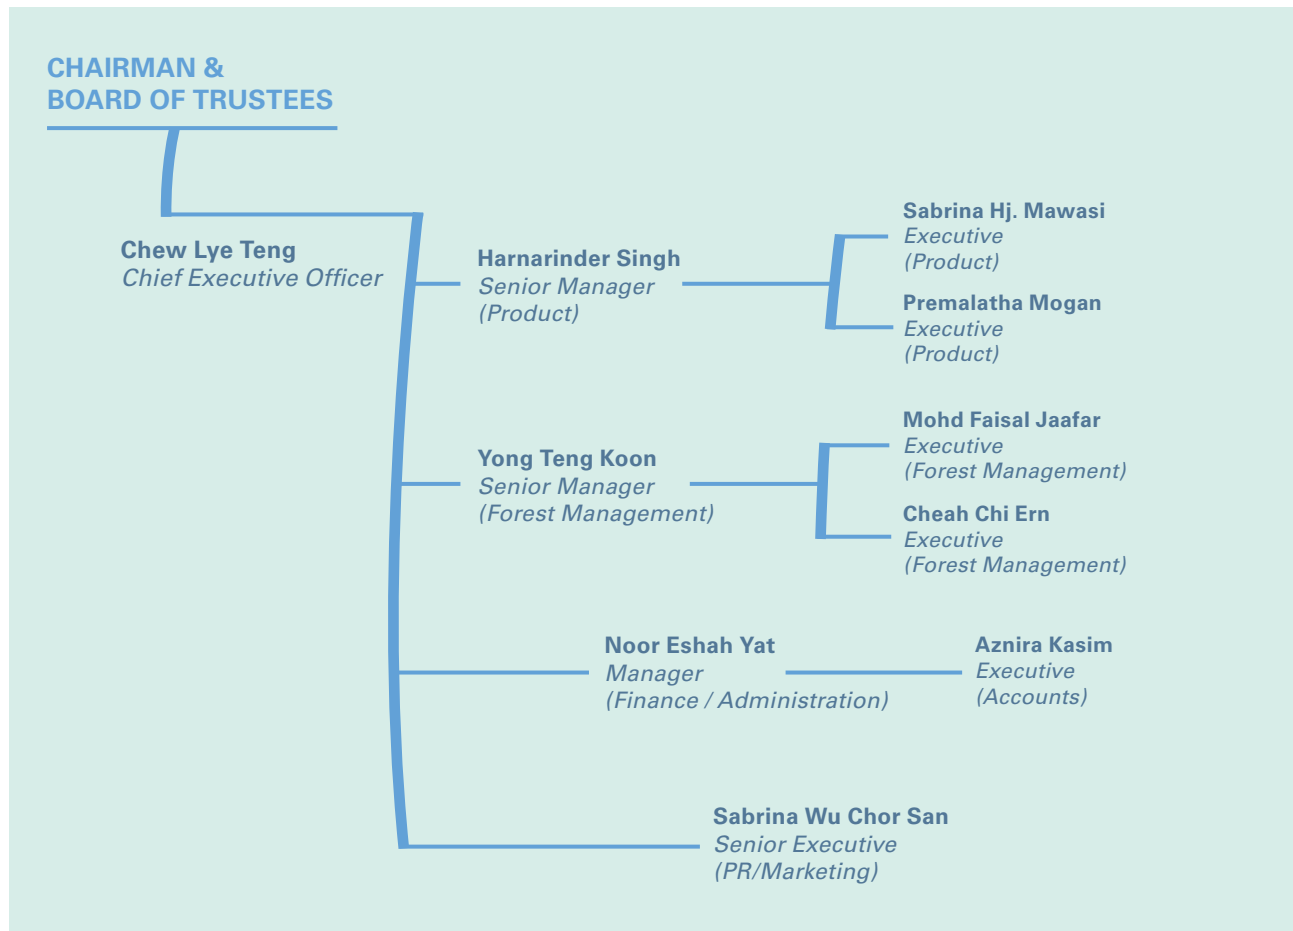 CHAIRMAN &
BOARD OF TRUSTEES
Chew Lye Teng
Chief Executive Officer
Harnarinder Singh
Senior Manager
(Product)
Sabrina Hj. Mawasi
Executive
(Product)
Premalatha Mogan
Executive
(Product)
Yong Teng Koon
Senior Manager
(Forest Management)
Mohd Faisal Jaafar
Executive
(Forest Management)
Cheah Chi Ern
Executive
(Forest Management)
Noor Eshah Yat
Manager
(Finance / Administration)
Aznira Kasim
Executive
(Accounts)
Sabrina Wu Chor San
Senior Executive
(PR/Marketing)